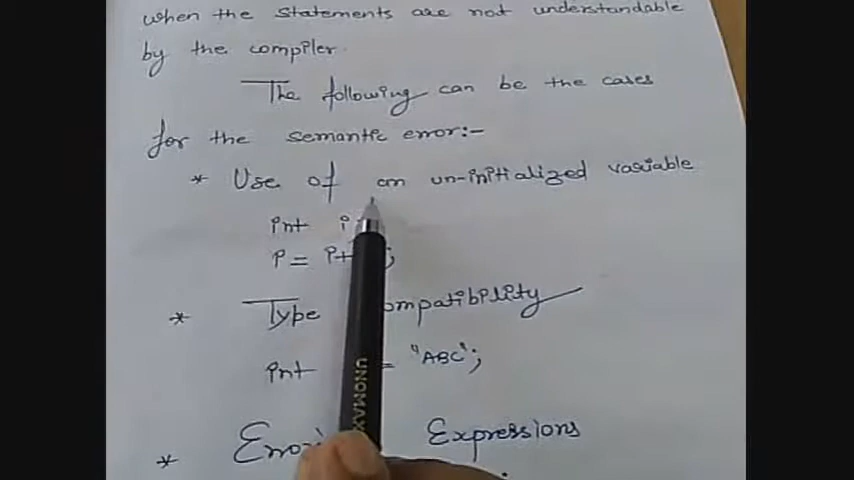 when the statements are not understandable
by the compiler.
The following can be the cases
for the semantic error:-
* Use of an un-initialized variable
int i
i = i+ ;
* Type ompatibility
int = "ABC";
* Expressions
UNOMAX